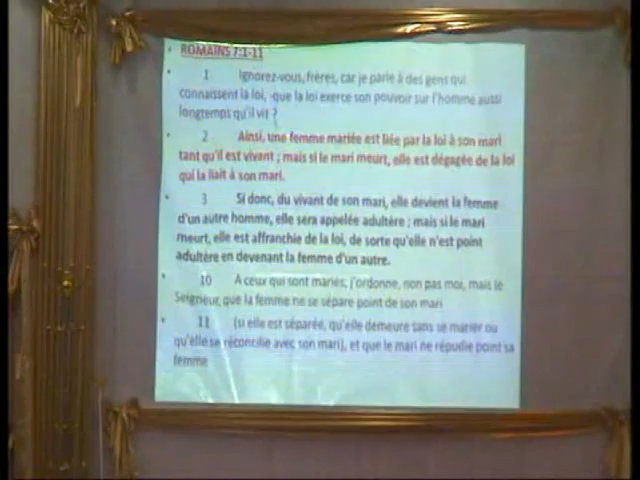 • ROMAINS 7:1-11
• 1 Ignorez-vous, frères, car je parle à des gens qui
connaissent la loi, -que la loi exerce son pouvoir sur l'homme aussi
longtemps qu'il vit ?
• 2 Ainsi, une femme mariée est liée par la loi à son mari
tant qu'il est vivant ; mais si le mari meurt, elle est dégagée de la loi
qui la liait à son mari.
• 3 Si donc, du vivant de son mari, elle devient la femme
d'un autre homme, elle sera appelée adultère ; mais si le mari
meurt, elle est affranchie de la loi, de sorte qu'elle n'est point
adultère en devenant la femme d'un autre.
• 10 A ceux qui sont mariés, j'ordonne, non pas moi, mais le
Seigneur, que la femme ne se sépare point de son mari
• 11 (si elle est séparée, qu'elle demeure sans se marier ou
qu'elle se réconcilie avec son mari), et que le mari ne répudie point sa
femme